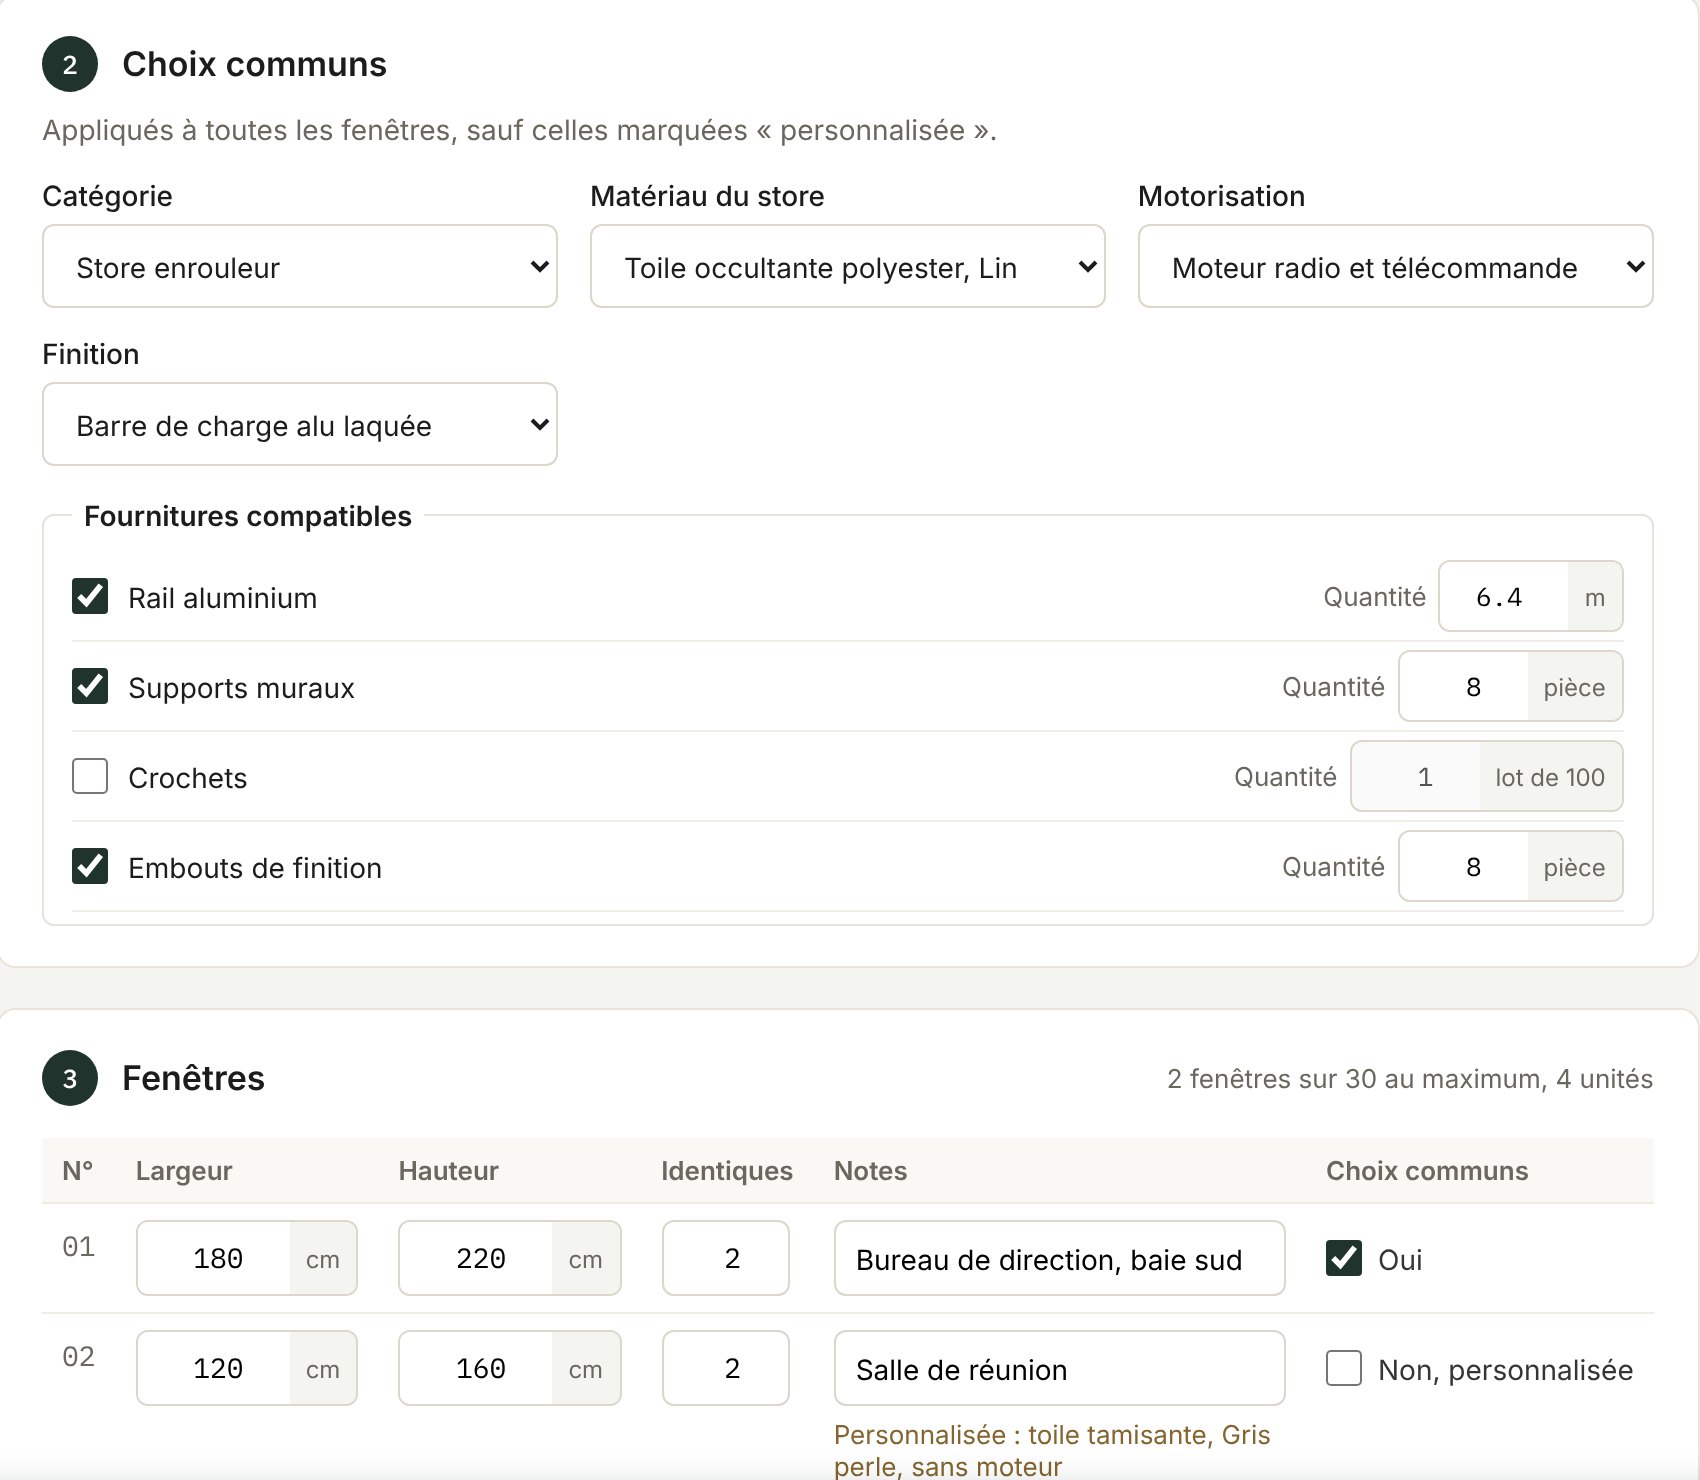 2 Choix communs
Appliqués à toutes les fenêtres, sauf celles marquées « personnalisée ».
Catégorie Matériau du store Motorisation
Store enrouleur Toile occultante polyester, Lin Moteur radio et télécommande
Finition
Barre de charge alu laquée
Fournitures compatibles
Rail aluminium Quantité 6.4 m
Supports muraux Quantité 8 pièce
Crochets Quantité 1 lot de 100
Embouts de finition Quantité 8 pièce
3 Fenêtres 2 fenêtres sur 30 au maximum, 4 unités
N° Largeur Hauteur Identiques Notes Choix communs
01 180 cm 220 cm 2 Bureau de direction, baie sud Oui
02 120 cm 160 cm 2 Salle de réunion Non, personnalisée
Personnalisée : toile tamisante, Gris
perle, sans moteur